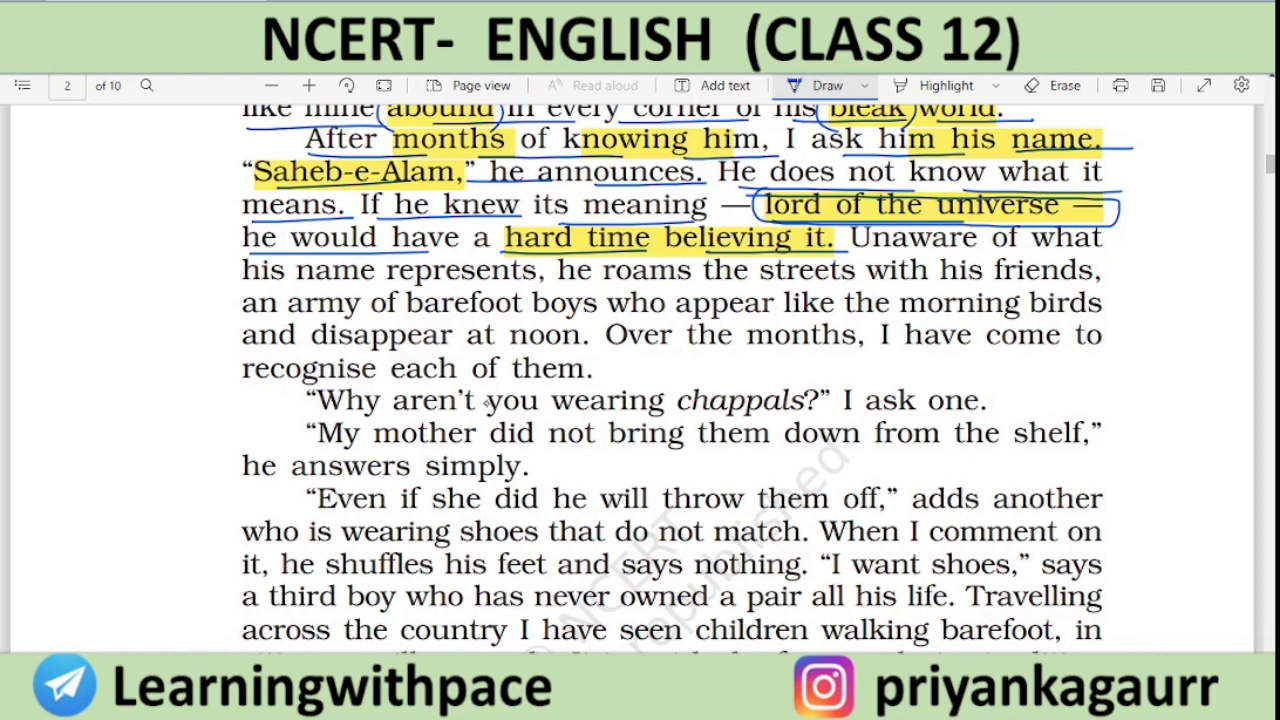 NCERT- ENGLISH (CLASS 12)
2 of 10 Page view Read aloud Add text Draw Highlight Erase
like mine abound in every corner of his bleak world.
After months of knowing him, I ask him his name.
“Saheb-e-Alam,” he announces. He does not know what it
means. If he knew its meaning — lord of the universe —
he would have a hard time believing it. Unaware of what
his name represents, he roams the streets with his friends,
an army of barefoot boys who appear like the morning birds
and disappear at noon. Over the months, I have come to
recognise each of them.
“Why aren’t you wearing chappals?” I ask one.
“My mother did not bring them down from the shelf,”
he answers simply.
“Even if she did he will throw them off,” adds another
who is wearing shoes that do not match. When I comment on
it, he shuffles his feet and says nothing. “I want shoes,” says
a third boy who has never owned a pair all his life. Travelling
across the country I have seen children walking barefoot, in
© NCERT
republished
Learningwithpace priyankagaurr